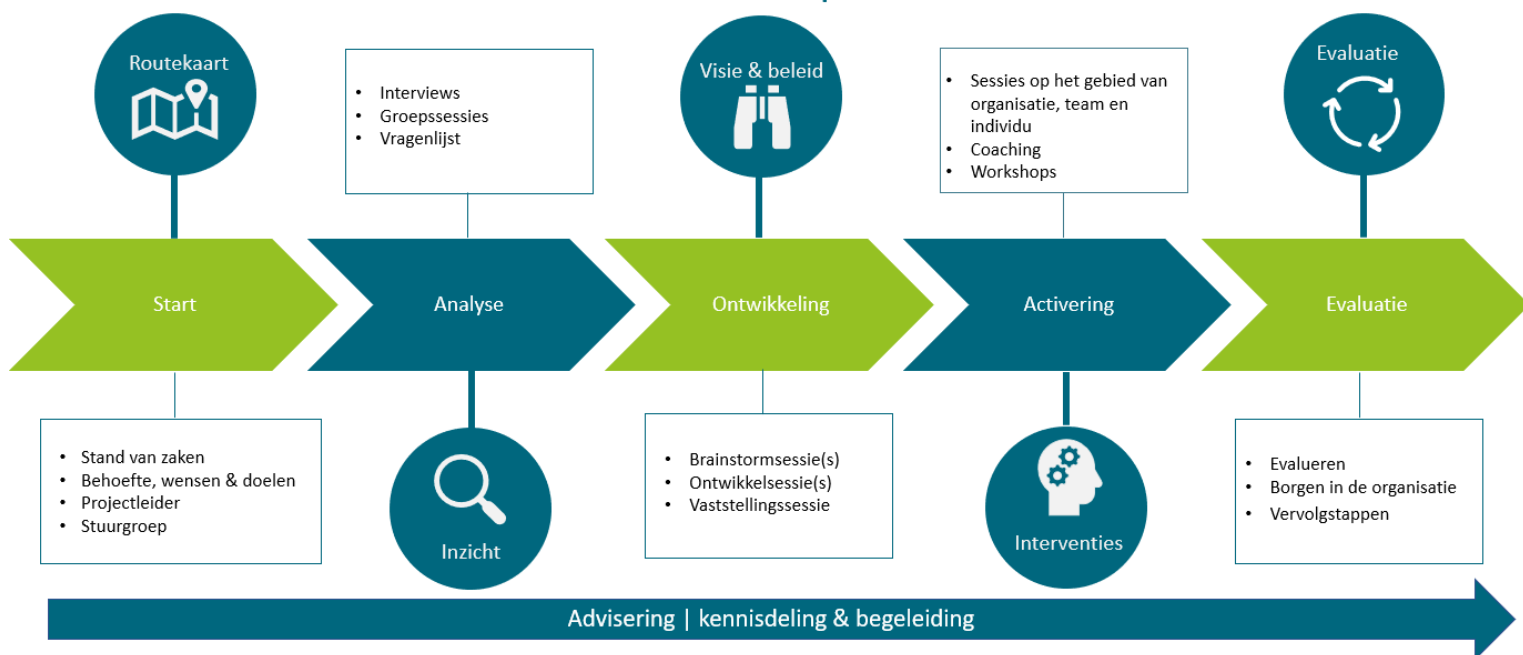 Routekaart
• Interviews
• Groepssessies
• Vragenlijst
Visie & beleid
• Sessies op het gebied van
organisatie, team en
individu
• Coaching
• Workshops
Evaluatie
Start
Analyse
Ontwikkeling
Activering
Evaluatie
• Stand van zaken
• Behoefte, wensen & doelen
• Projectleider
• Stuurgroep
Inzicht
• Brainstormsessie(s)
• Ontwikkelsessie(s)
• Vaststellingssessie
Interventies
• Evalueren
• Borgen in de organisatie
• Vervolgstappen
Advisering | kennisdeling & begeleiding